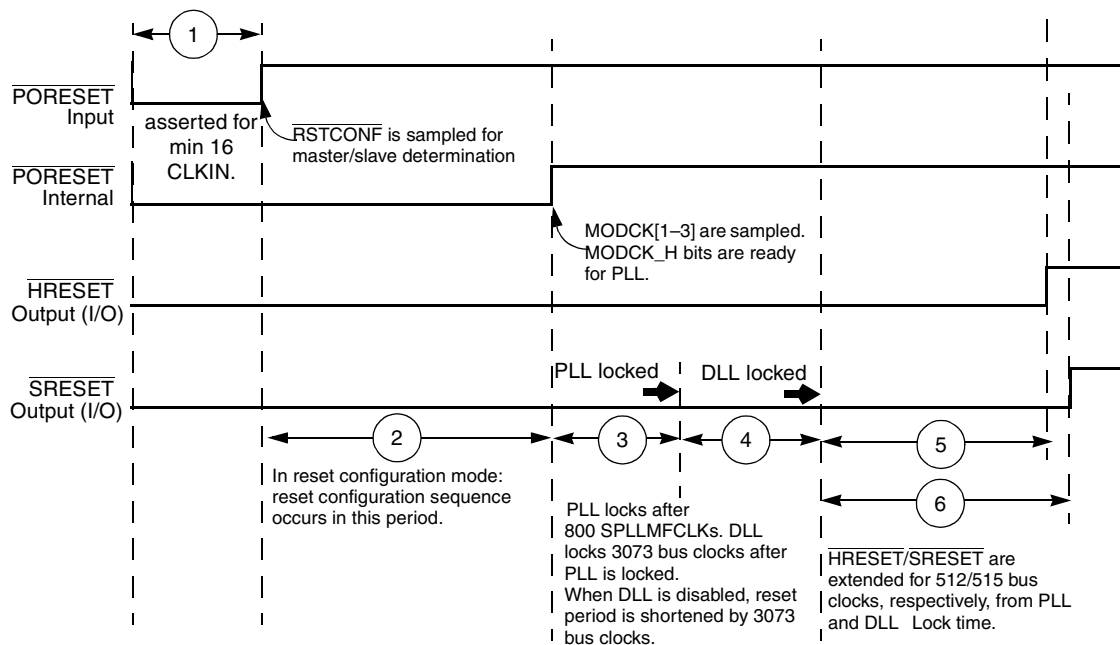 1
PORESET
Input
asserted for
min 16
CLKIN.
RSTCONF is sampled for
master/slave determination
PORESET
Internal
MODCK[1–3] are sampled.
MODCK_H bits are ready
for PLL.
HRESET
Output (I/O)
PLL locked
DLL locked
SRESET
Output (I/O)
2
3
4
5
6
In reset configuration mode:
reset configuration sequence
occurs in this period.
PLL locks after
800 SPLLMFCLKs. DLL
locks 3073 bus clocks after
PLL is locked.
When DLL is disabled, reset
period is shortened by 3073
bus clocks.
HRESET/SRESET are
extended for 512/515 bus
clocks, respectively, from PLL
and DLL Lock time.